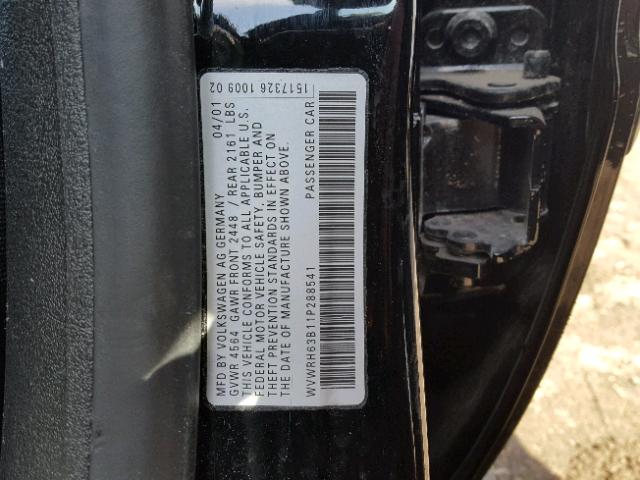 MFD BY VOLKSWAGEN AG GERMANY 04/01
GVWR 4564 GAWR FRONT 2448 / REAR 2161 LBS
THIS VEHICLE CONFORMS TO ALL APPLICABLE U.S.
FEDERAL MOTOR VEHICLE SAFETY, BUMPER AND
THEFT PREVENTION STANDARDS IN EFFECT ON
THE DATE OF MANUFACTURE SHOWN ABOVE.
WVWRH63B11P288541 PASSENGER CAR
1517326 1009 02